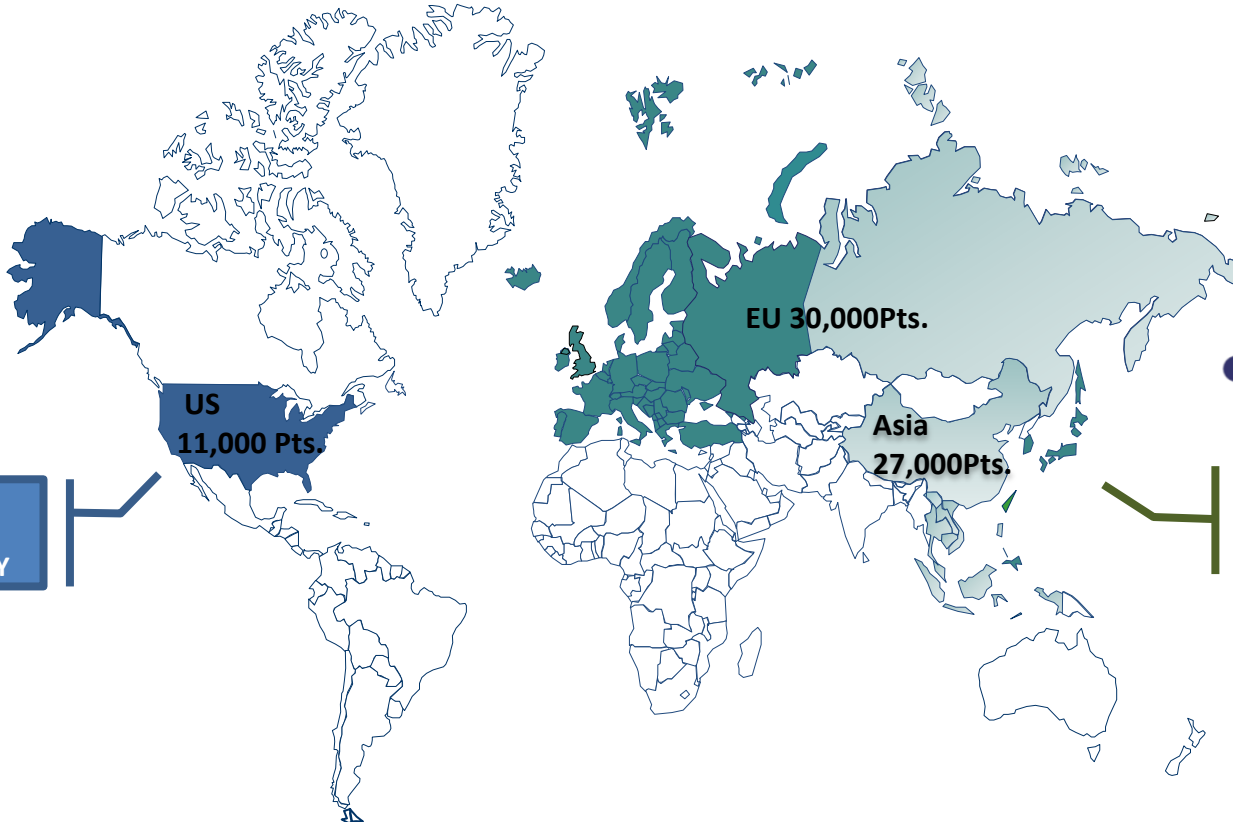 EU 30,000Pts.
US
11,000 Pts.
Asia
27,000Pts.
Y